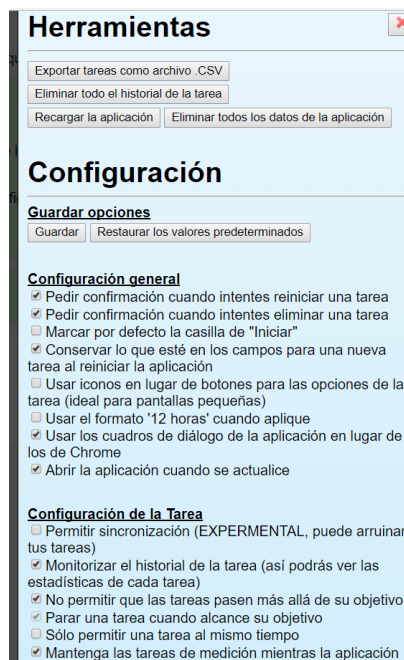 Herramientas
Exportar tareas como archivo .CSV
Eliminar todo el historial de la tarea
Recargar la aplicación Eliminar todos los datos de la aplicación
Configuración
Guardar opciones
Guardar Restaurar los valores predeterminados
Configuración general
Pedir confirmación cuando intentes reiniciar una tarea
Pedir confirmación cuando intentes eliminar una tarea
Marcar por defecto la casilla de "Iniciar"
Conservar lo que esté en los campos para una nueva
tarea al reiniciar la aplicación
Usar iconos en lugar de botones para las opciones de la
tarea (ideal para pantallas pequeñas)
Usar el formato '12 horas' cuando aplique
Usar los cuadros de diálogo de la aplicación en lugar de
los de Chrome
Abrir la aplicación cuando se actualice
Configuración de la Tarea
Permitir sincronización (EXPERMENTAL, puede arruinar
tus tareas)
Monitorizar el historial de la tarea (así podrás ver las
estadísticas de cada tarea)
No permitir que las tareas pasen más allá de su objetivo
Parar una tarea cuando alcance su objetivo
Sólo permitir una tarea al mismo tiempo
Mantenga las tareas de medición mientras la aplicación